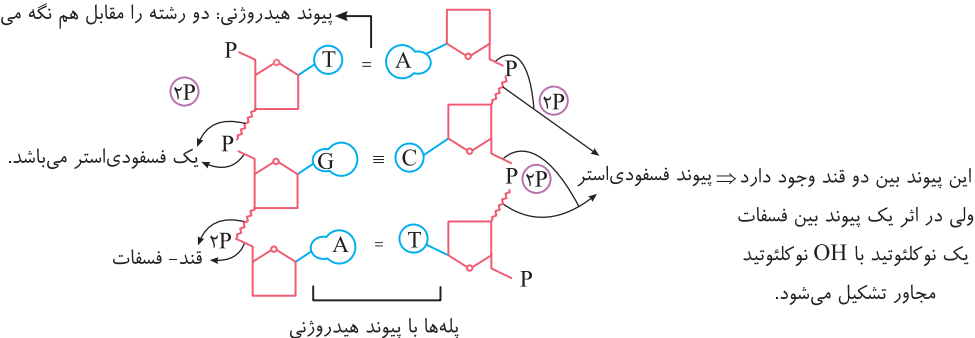 پیوند هیدروژنی: دو رشته را مقابل هم نگه می
P
T = A
P
۲P
۲P
P
یک فسفودی‌استر می‌باشد.
G ≡ C
P
۲P
پیوند فسفودی‌استر ⇒ این پیوند بین دو قند وجود دارد
ولی در اثر یک پیوند بین فسفات
یک نوکلئوتید با OH نوکلئوتید
مجاور تشکیل می‌شود.
۲P
قند- فسفات
A = T
P
پله‌ها با پیوند هیدروژنی